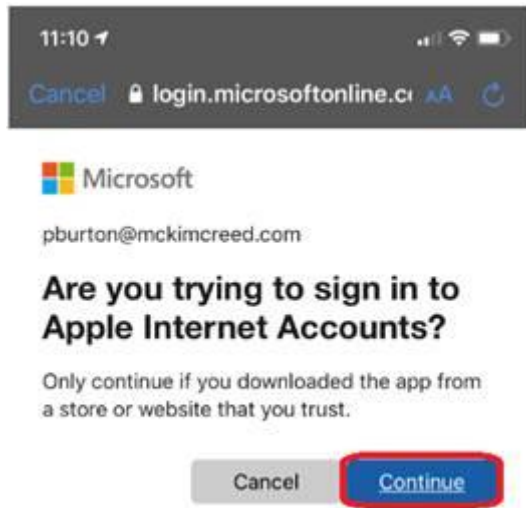 11:10
Cancel login.microsoftonline.c AA
Microsoft
pburton@mckimcreed.com
Are you trying to sign in to
Apple Internet Accounts?
Only continue if you downloaded the app from
a store or website that you trust.
Cancel Continue